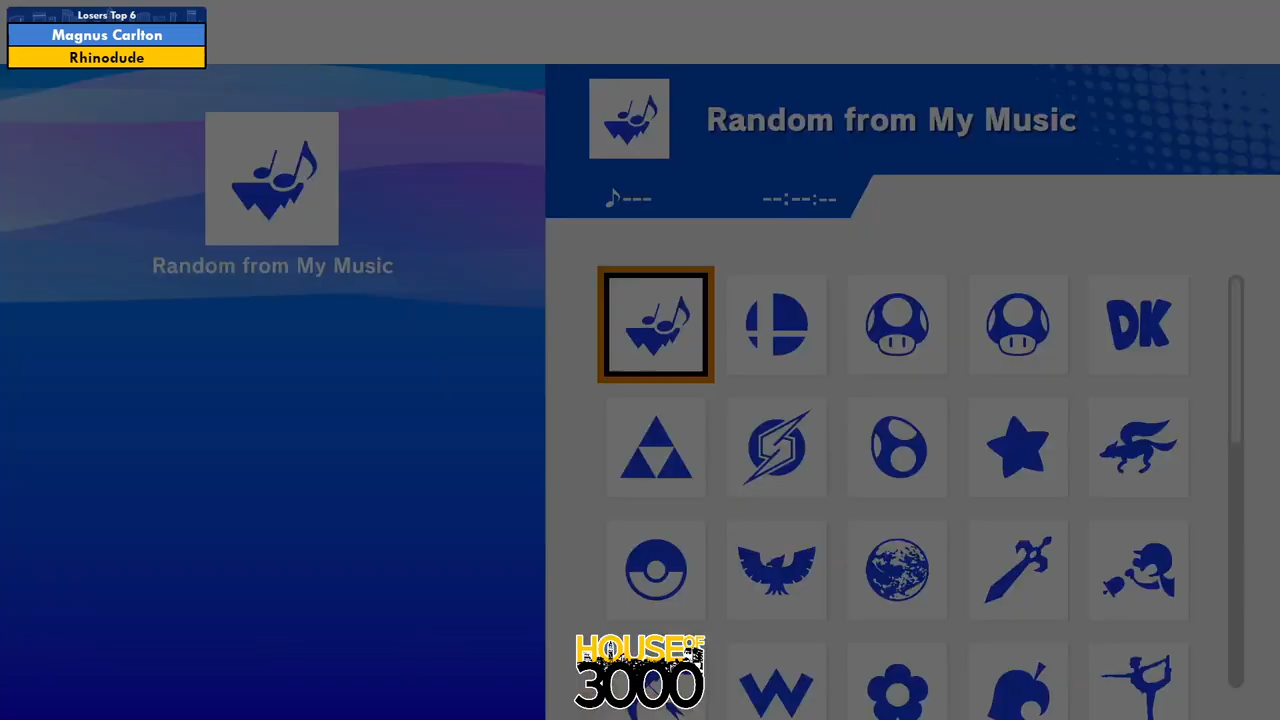 Losers Top 6
Magnus Carlton
Rhinodude
Random from My Music
Random from My Music
♪---
--:--:--
DK
HOUSE OF
3000